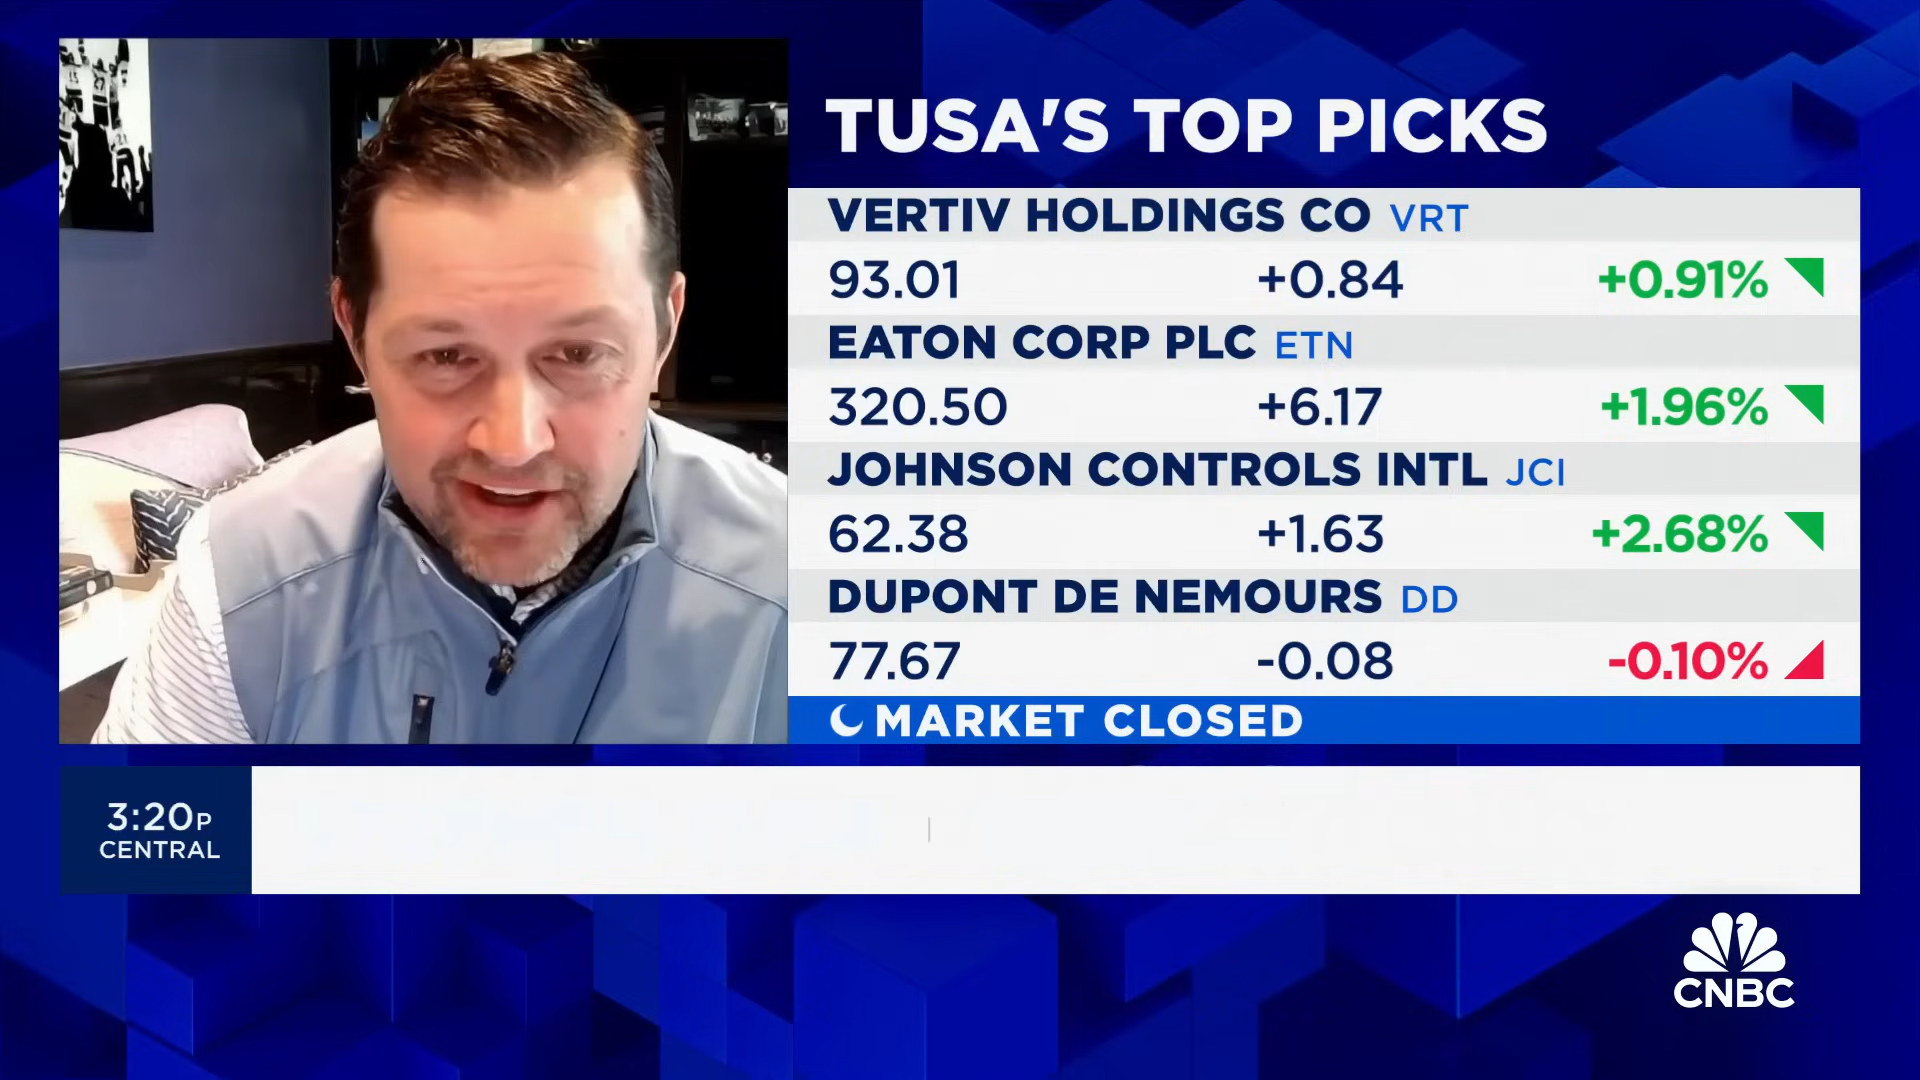 TUSA'S TOP PICKS
VERTIV HOLDINGS CO VRT
93.01 +0.84 +0.91%
EATON CORP PLC ETN
320.50 +6.17 +1.96%
JOHNSON CONTROLS INTL JCI
62.38 +1.63 +2.68%
DUPONT DE NEMOURS DD
77.67 -0.08 -0.10%
MARKET CLOSED
3:20P
CENTRAL
CNBC